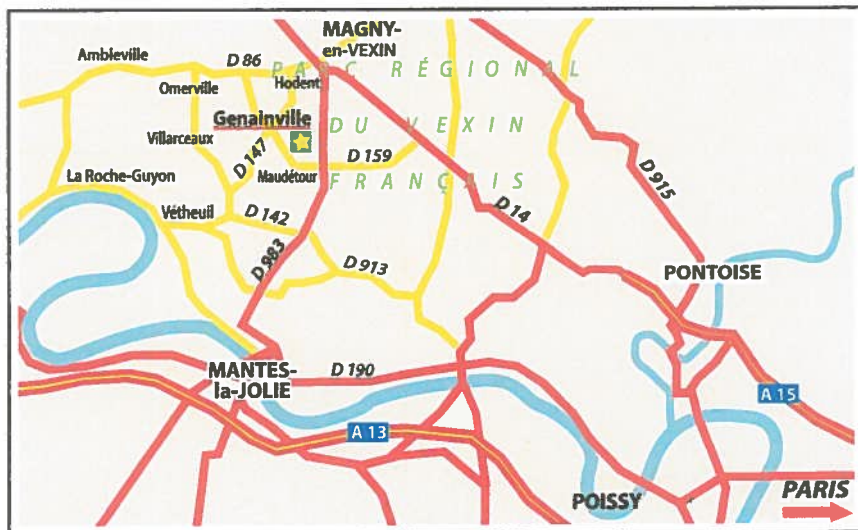 MAGNY-
en-VEXIN
Ambleville
D 86
PARC RÉGIONAL
Omerville
Hodent
Genainville
DU VEXIN
Villarceaux
D 147
D 159
La Roche-Guyon
Maudétour
FRANÇAIS
D 915
Vétheuil
D 142
D 14
D 983
D 913
PONTOISE
MANTES-
la-JOLIE
D 190
A 15
A 13
POISSY
PARIS